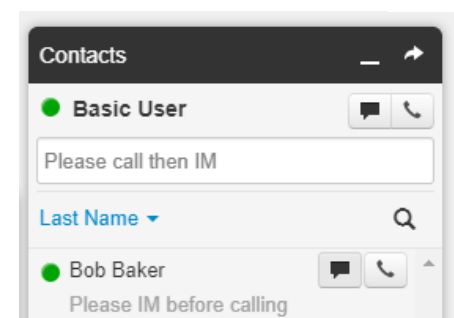 Contacts
Basic User
Please call then IM
Last Name
Bob Baker
Please IM before calling